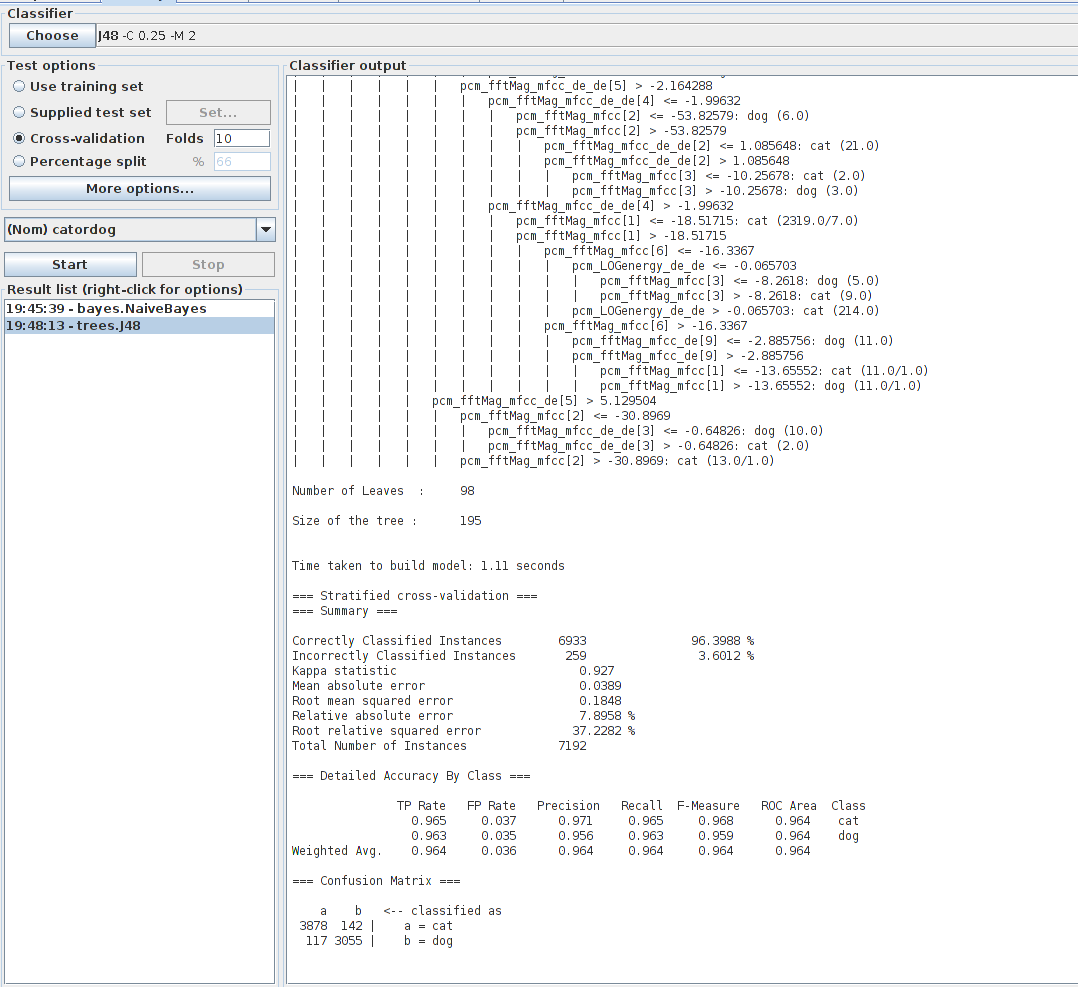 Classifier
Choose J48 -C 0.25 -M 2
Test options
Use training set
Supplied test set Set...
Cross-validation Folds 10
Percentage split % 66
More options...
(Nom) catordog
Start Stop
Result list (right-click for options)
19:45:39 - bayes.NaiveBayes
19:48:13 - trees.J48
Classifier output
| | | | | | pcm_fftMag_mfcc_de_de[5] > -2.164288
| | | | | | | pcm_fftMag_mfcc_de_de[4] <= -1.99632
| | | | | | | | pcm_fftMag_mfcc[2] <= -53.82579: dog (6.0)
| | | | | | | | pcm_fftMag_mfcc[2] > -53.82579
| | | | | | | | | pcm_fftMag_mfcc_de_de[2] <= 1.085648: cat (21.0)
| | | | | | | | | pcm_fftMag_mfcc_de_de[2] > 1.085648
| | | | | | | | | | pcm_fftMag_mfcc[3] <= -10.25678: cat (2.0)
| | | | | | | | | | pcm_fftMag_mfcc[3] > -10.25678: dog (3.0)
| | | | | | | pcm_fftMag_mfcc_de_de[4] > -1.99632
| | | | | | | | pcm_fftMag_mfcc[1] <= -18.51715: cat (2319.0/7.0)
| | | | | | | | pcm_fftMag_mfcc[1] > -18.51715
| | | | | | | | | pcm_fftMag_mfcc[6] <= -16.3367
| | | | | | | | | | pcm_LOGenergy_de_de <= -0.065703
| | | | | | | | | | | pcm_fftMag_mfcc[3] <= -8.2618: dog (5.0)
| | | | | | | | | | | pcm_fftMag_mfcc[3] > -8.2618: cat (9.0)
| | | | | | | | | | pcm_LOGenergy_de_de > -0.065703: cat (214.0)
| | | | | | | | | pcm_fftMag_mfcc[6] > -16.3367
| | | | | | | | | | pcm_fftMag_mfcc_de[9] <= -2.885756: dog (11.0)
| | | | | | | | | | pcm_fftMag_mfcc_de[9] > -2.885756
| | | | | | | | | | | pcm_fftMag_mfcc[1] <= -13.65552: cat (11.0/1.0)
| | | | | | | | | | | pcm_fftMag_mfcc[1] > -13.65552: dog (11.0/1.0)
| | | | | pcm_fftMag_mfcc_de[5] > 5.129504
| | | | | | pcm_fftMag_mfcc[2] <= -30.8969
| | | | | | | pcm_fftMag_mfcc_de_de[3] <= -0.64826: dog (10.0)
| | | | | | | pcm_fftMag_mfcc_de_de[3] > -0.64826: cat (2.0)
| | | | | | pcm_fftMag_mfcc[2] > -30.8969: cat (13.0/1.0)
Number of Leaves : 98
Size of the tree : 195
Time taken to build model: 1.11 seconds
=== Stratified cross-validation ===
=== Summary ===
Correctly Classified Instances 6933 96.3988 %
Incorrectly Classified Instances 259 3.6012 %
Kappa statistic 0.927
Mean absolute error 0.0389
Root mean squared error 0.1848
Relative absolute error 7.8958 %
Root relative squared error 37.2282 %
Total Number of Instances 7192
=== Detailed Accuracy By Class ===
TP Rate FP Rate Precision Recall F-Measure ROC Area Class
0.965 0.037 0.971 0.965 0.968 0.964 cat
0.963 0.035 0.956 0.963 0.959 0.964 dog
Weighted Avg. 0.964 0.036 0.964 0.964 0.964 0.964
=== Confusion Matrix ===
a b <-- classified as
3878 142 | a = cat
117 3055 | b = dog